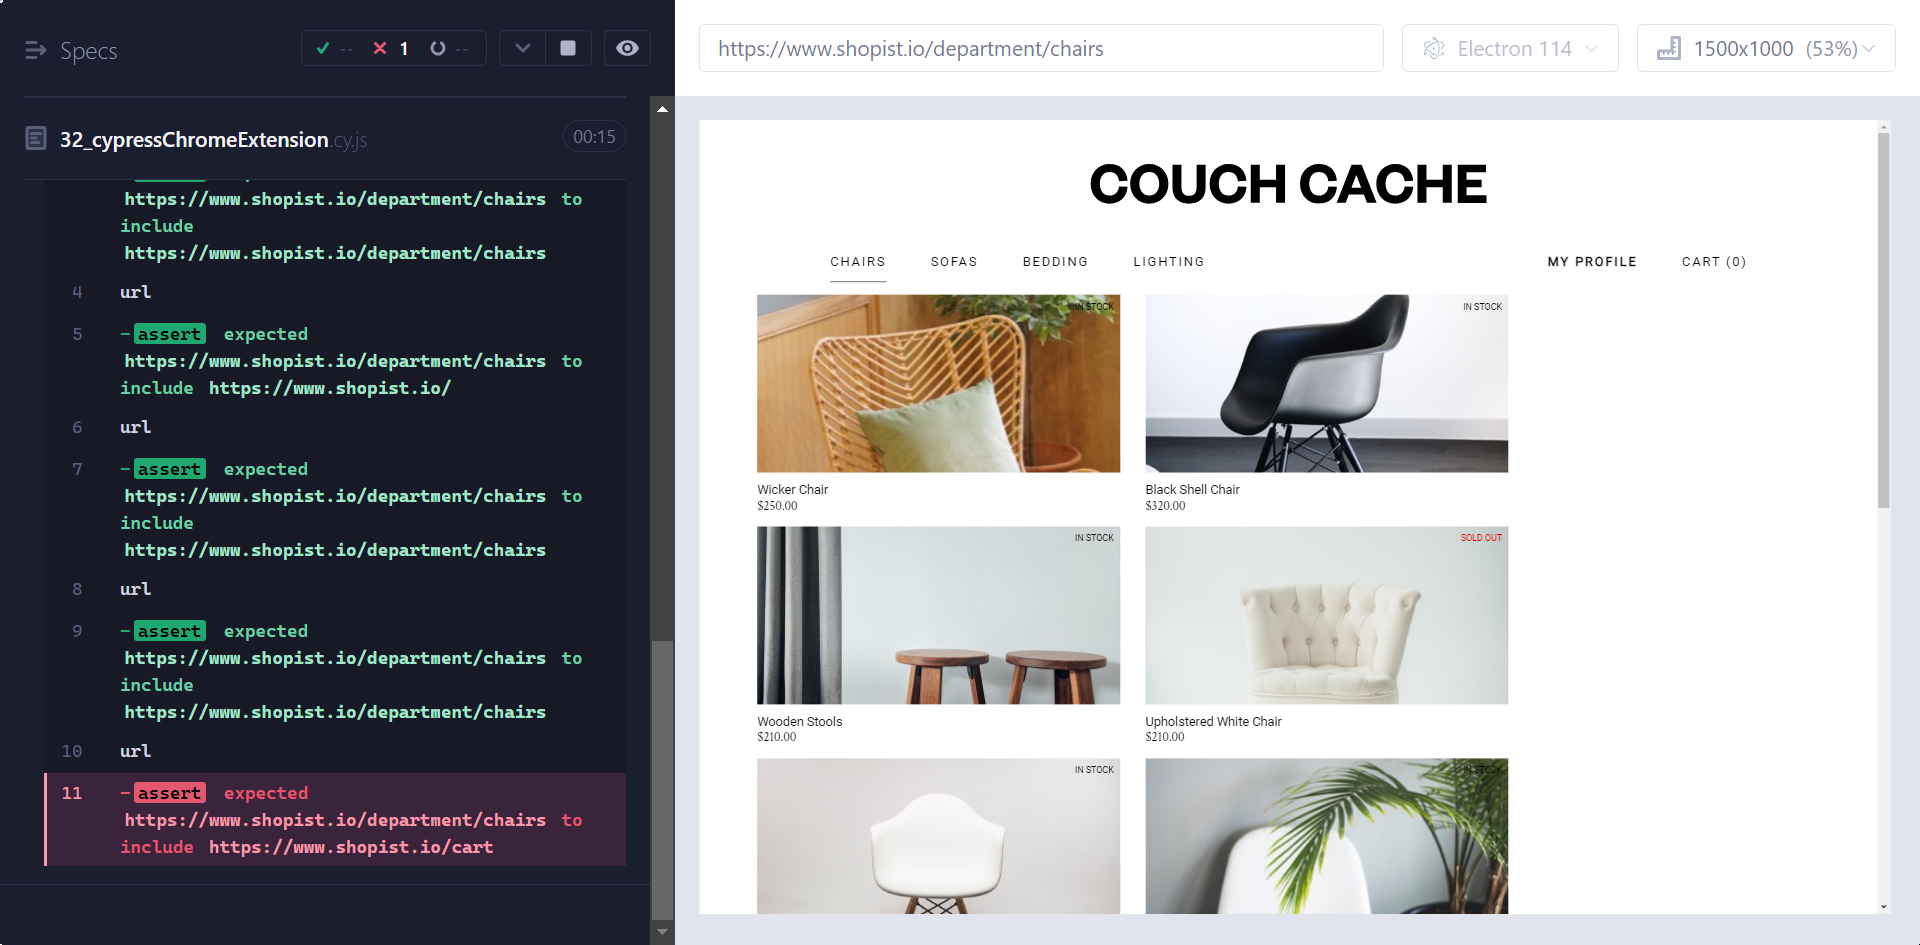 Specs
--
1
--
https://www.shopist.io/department/chairs
Electron 114
1500x1000 (53%)
32_cypressChromeExtension.cy.js
00:15
https://www.shopist.io/department/chairs to
include
https://www.shopist.io/department/chairs
4 url
5 -assert expected
https://www.shopist.io/department/chairs to
include https://www.shopist.io/
6 url
7 -assert expected
https://www.shopist.io/department/chairs to
include
https://www.shopist.io/department/chairs
8 url
9 -assert expected
https://www.shopist.io/department/chairs to
include
https://www.shopist.io/department/chairs
10 url
11 -assert expected
https://www.shopist.io/department/chairs to
include https://www.shopist.io/cart
COUCH CACHE
CHAIRS SOFAS BEDDING LIGHTING MY PROFILE CART (0)
IN STOCK
IN STOCK
Wicker Chair
$250.00
Black Shell Chair
$320.00
IN STOCK
SOLD OUT
Wooden Stools
$210.00
Upholstered White Chair
$210.00
IN STOCK
IN STOCK